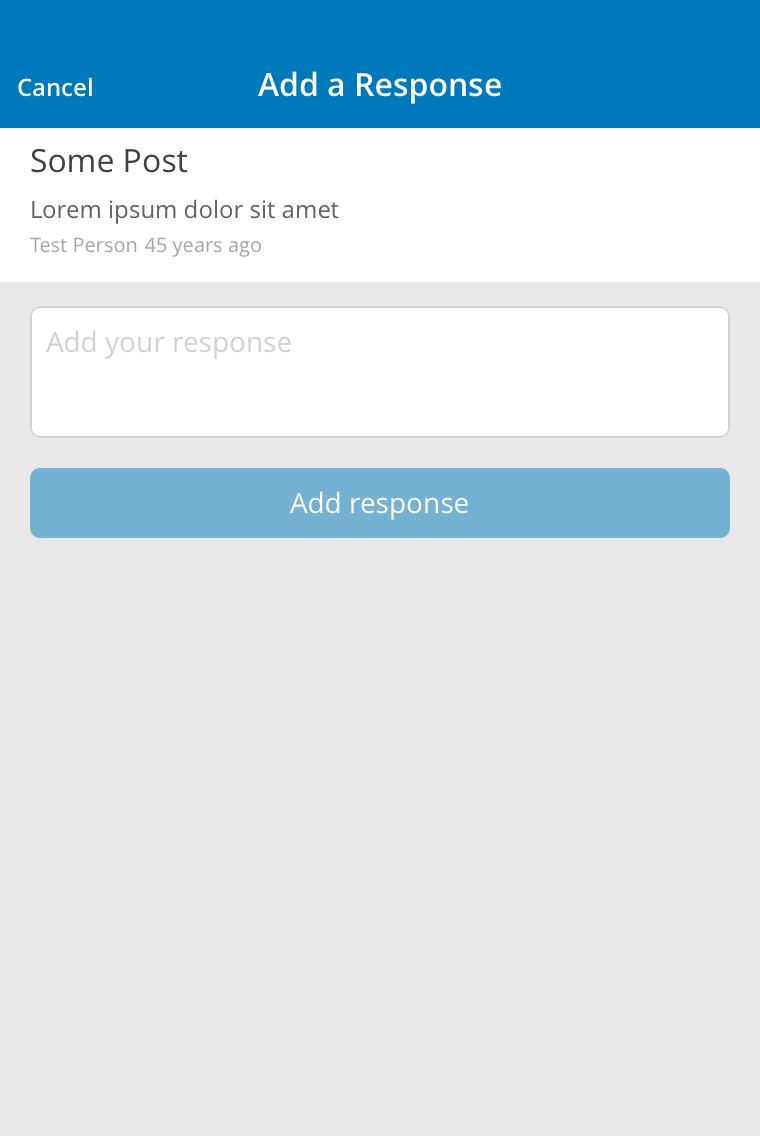 Cancel
Add a Response
Some Post
Lorem ipsum dolor sit amet
Test Person 45 years ago
Add your response
Add response